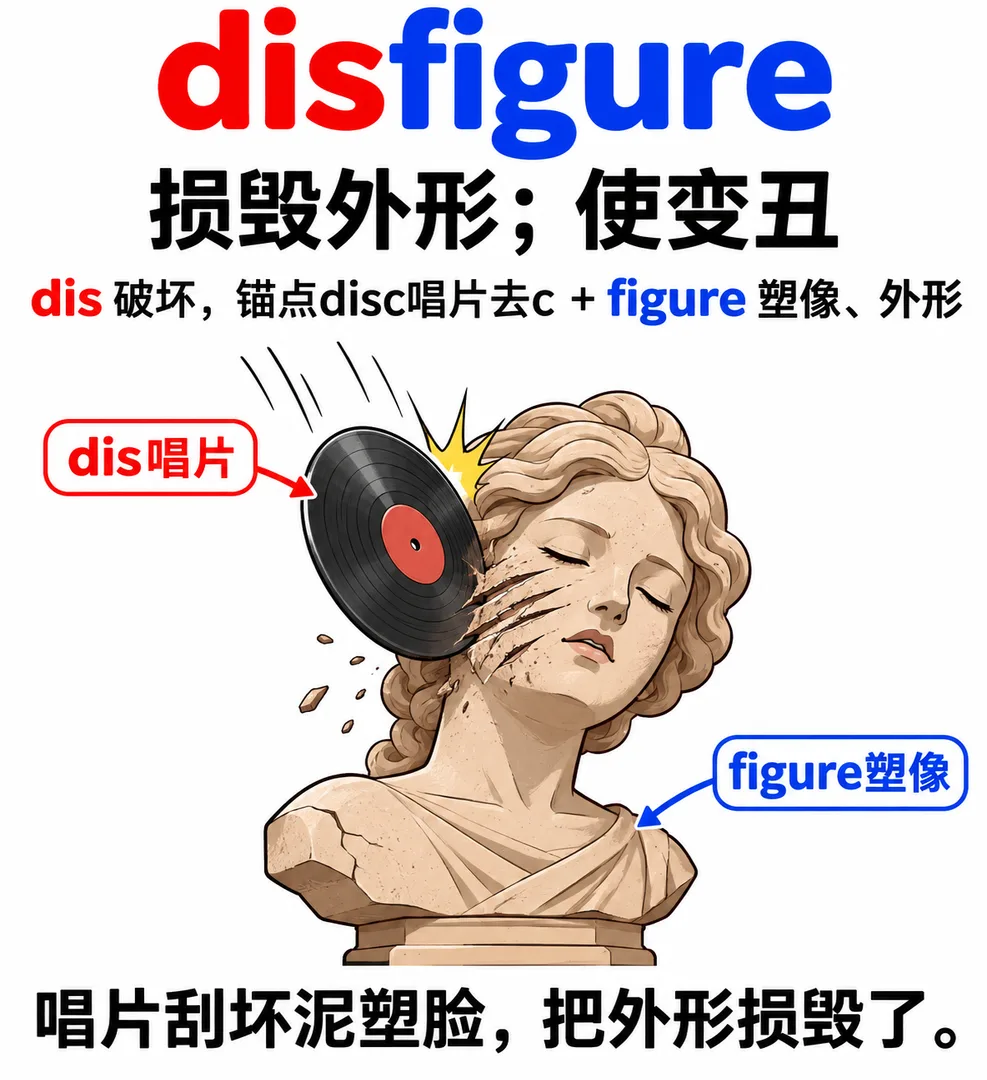 disfigure
损毁外形；使变丑
dis 破坏，锚点disc唱片去c + figure 塑像、外形
dis唱片
figure塑像
唱片刮坏泥塑脸，把外形损毁了。